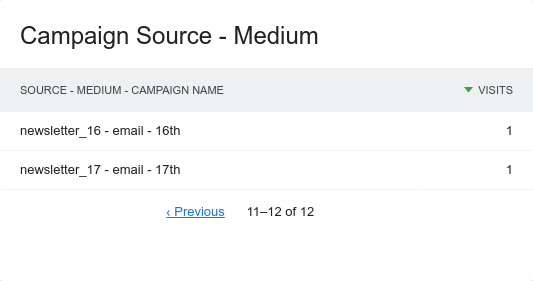 Campaign Source - Medium
SOURCE - MEDIUM - CAMPAIGN NAME VISITS
newsletter_16 - email - 16th 1
newsletter_17 - email - 17th 1
‹ Previous 11–12 of 12